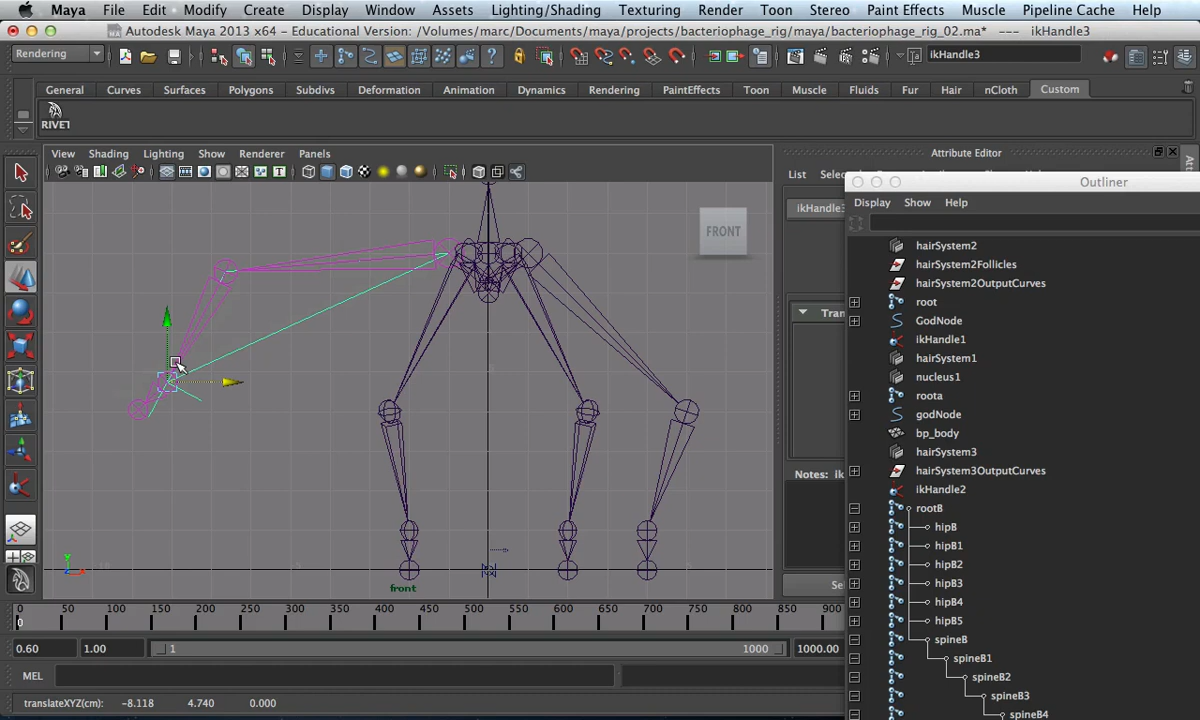 Maya File Edit Modify Create Display Window Assets Lighting/Shading Texturing Render Toon Stereo Paint Effects Muscle Pipeline Cache Help
Autodesk Maya 2013 x64 - Educational Version: /Volumes/marc/Documents/maya/projects/bacteriophage_rig/maya/bacteriophage_rig_02.ma* --- ikHandle3
Rendering
ikHandle3
General Curves Surfaces Polygons Subdivs Deformation Animation Dynamics Rendering PaintEffects Toon Muscle Fluids Fur Hair nCloth Custom
RIVET
View Shading Lighting Show Renderer Panels
Attribute Editor
List Selec
ikHandle3
Tran
Notes: ik
Sel
FRONT
front
y
Outliner
Display Show Help
hairSystem2
hairSystem2Follicles
hairSystem2OutputCurves
root
GodNode
ikHandle1
hairSystem1
nucleus1
roota
godNode
bp_body
hairSystem3
hairSystem3OutputCurves
ikHandle2
rootB
hipB
hipB1
hipB2
hipB3
hipB4
hipB5
spineB
spineB1
spineB2
spineB3
spineB4
0 50 100 150 200 250 300 350 400 450 500 550 600 650 700 750 800 850 900
0
0.60 1.00 1 1000 1000.00
MEL
translateXYZ(cm): -8.118 4.740 0.000